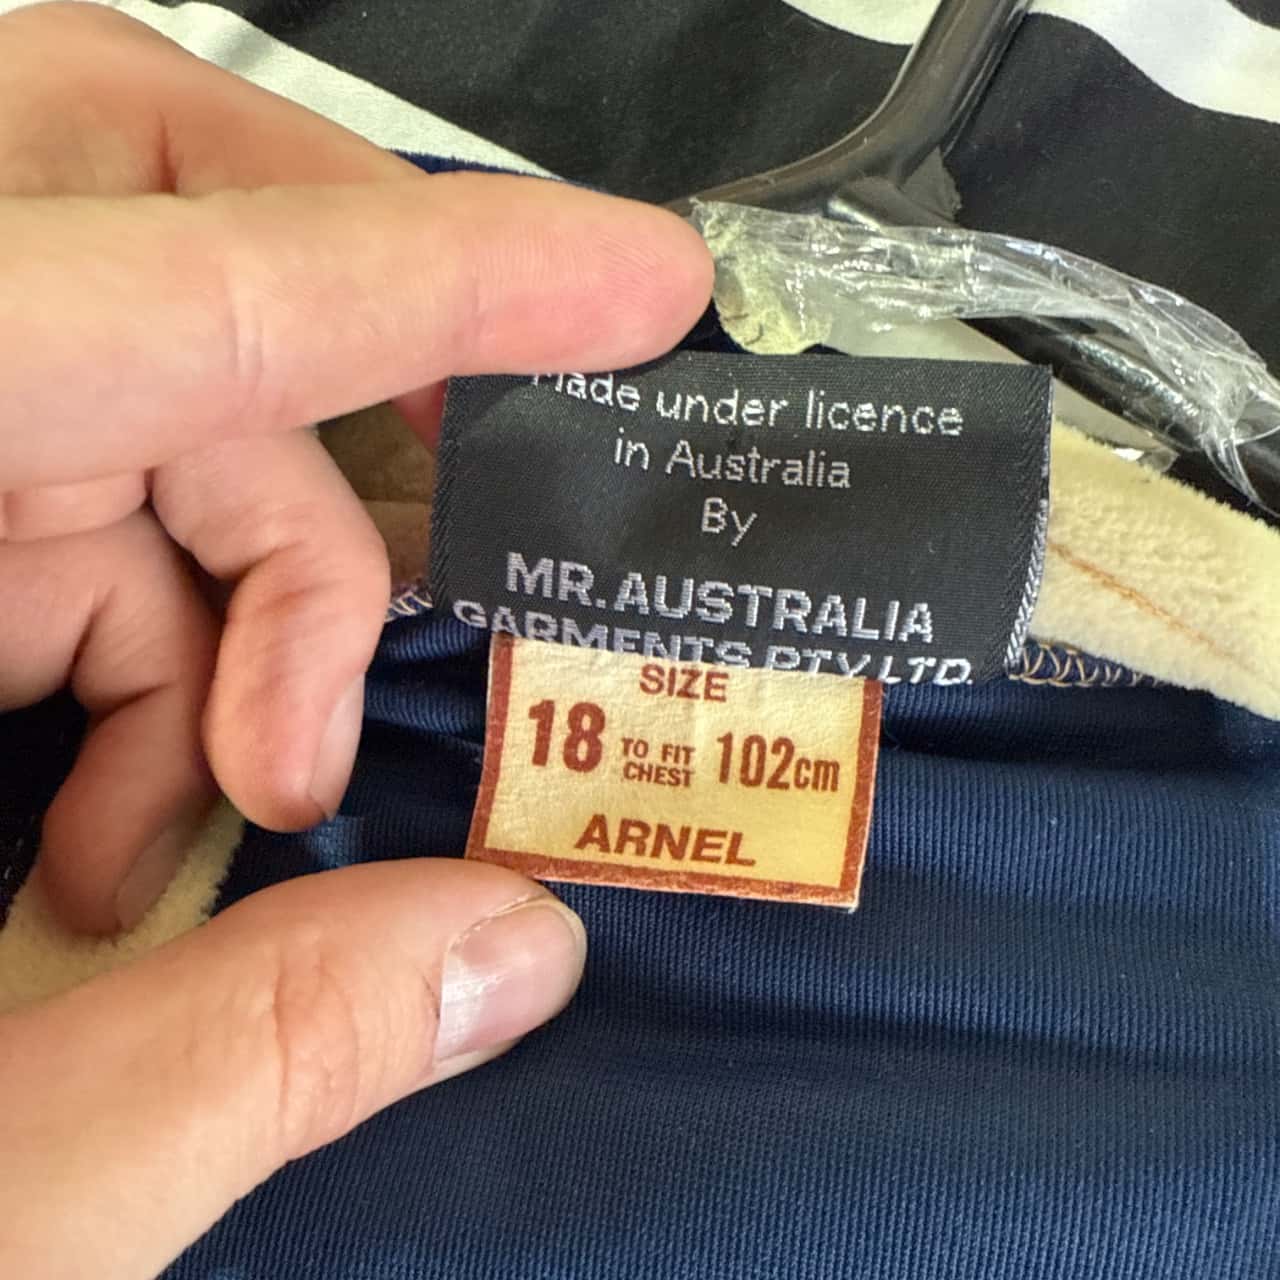 Made under licence
in Australia
By
MR. AUSTRALIA
GARMENTS PTY LTD.
SIZE
18 TO FIT CHEST 102cm
ARNEL